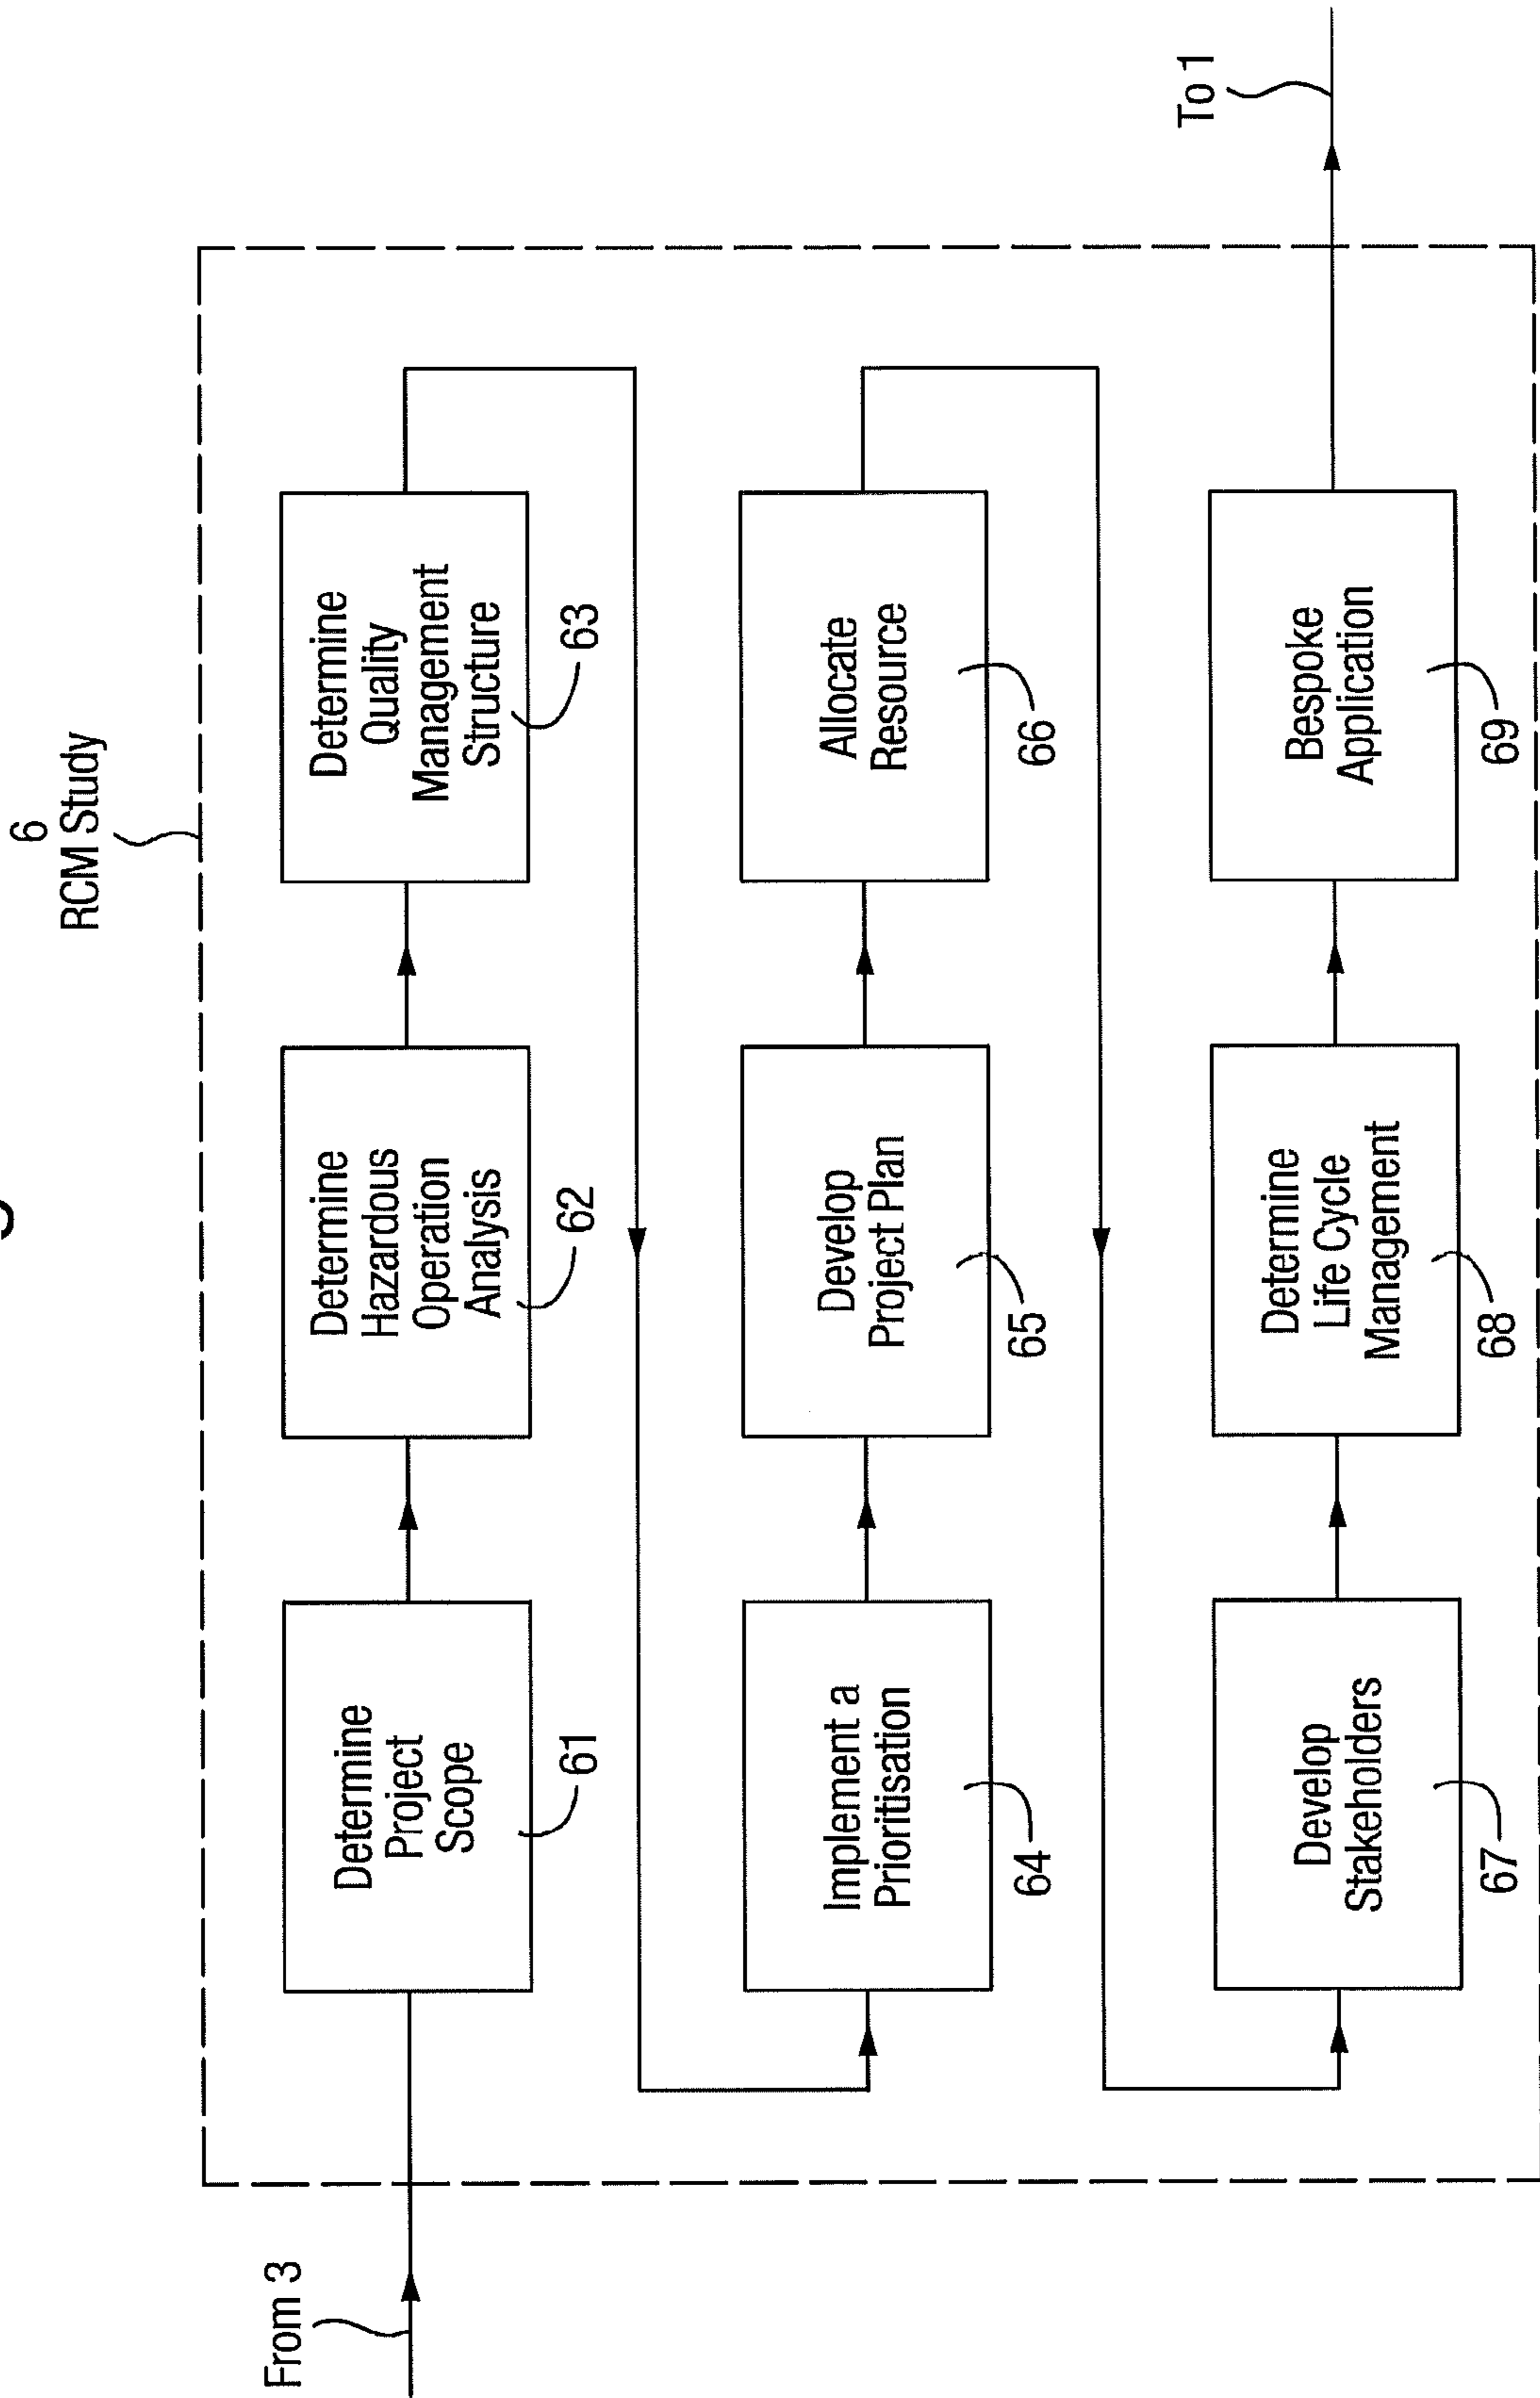 6
RCM Study
From 3
Determine
Project
Scope
61
Determine
Hazardous
Operation
Analysis
62
Determine
Quality
Management
Structure
63
Implement a
Prioritisation
64
Develop
Project Plan
65
Allocate
Resource
66
Develop
Stakeholders
67
Determine
Life Cycle
Management
68
Bespoke
Application
69
To 1